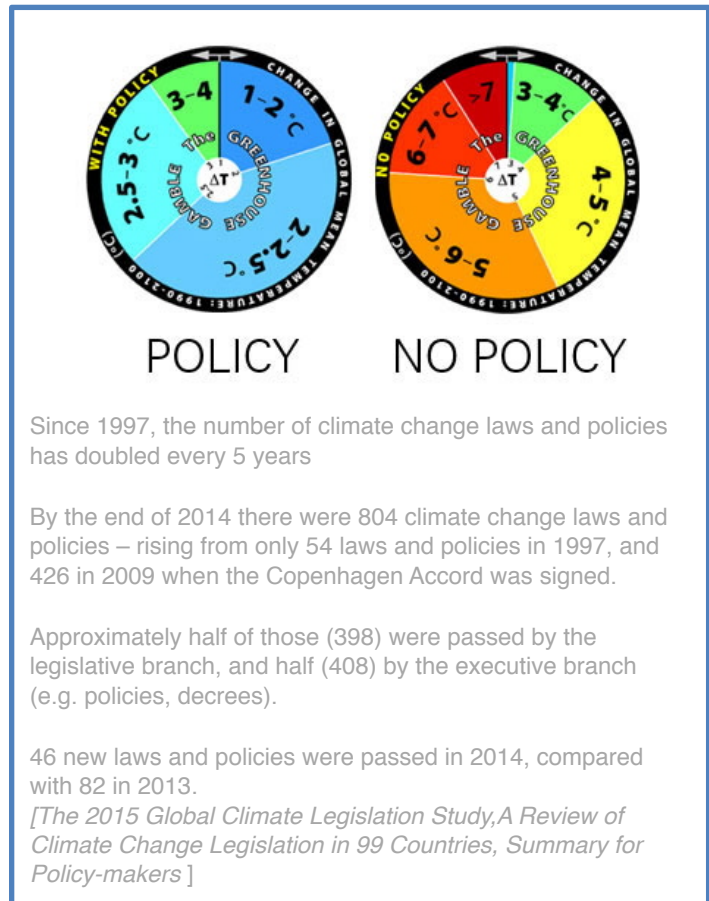 WITH POLICY
CHANGE IN GLOBAL MEAN TEMPERATURE: 1990-2100 (°C)
The GREENHOUSE GAMBLE
ΔT
3–4
1–2 °C
2–2.5 °C
2.5–3 °C
NO POLICY
CHANGE IN GLOBAL MEAN TEMPERATURE: 1990-2100 (°C)
The GREENHOUSE GAMBLE
ΔT
>7
3–4°C
4–5 °C
5–6 °C
6–7 °C
POLICY
NO POLICY
Since 1997, the number of climate change laws and policies
has doubled every 5 years
By the end of 2014 there were 804 climate change laws and
policies – rising from only 54 laws and policies in 1997, and
426 in 2009 when the Copenhagen Accord was signed.
Approximately half of those (398) were passed by the
legislative branch, and half (408) by the executive branch
(e.g. policies, decrees).
46 new laws and policies were passed in 2014, compared
with 82 in 2013.
[The 2015 Global Climate Legislation Study,A Review of
Climate Change Legislation in 99 Countries, Summary for
Policy-makers ]